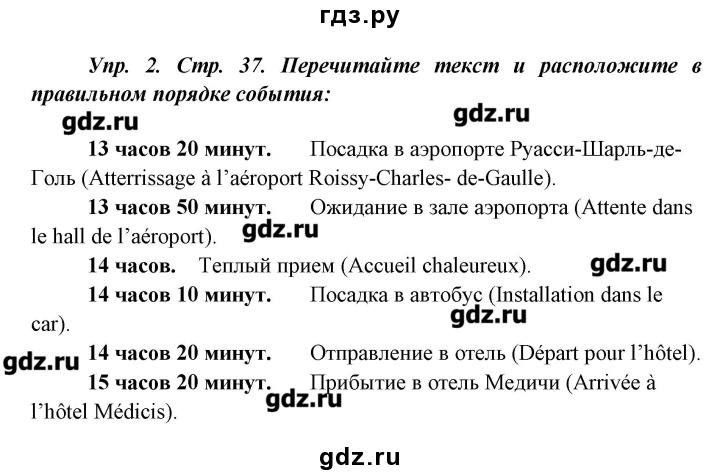 гдз.ру
Упр. 2. Стр. 37. Перечитайте текст и расположите в
правильном порядке события:
gdz.ru
gdz.ru
13 часов 20 минут. Посадка в аэропорте Руасси-Шарль-де-
Голь (Atterrissage à l’aéroport Roissy-Charles- de-Gaulle).
13 часов 50 минут. Ожидание в зале аэропорта (Attente dans
le hall de l’aéroport).
gdz.ru
14 часов. Теплый прием (Accueil chaleureux).
gdz.ru
14 часов 10 минут. Посадка в автобус (Installation dans le
car).
gdz.ru
14 часов 20 минут. Отправление в отель (Départ pour l’hôtel).
gdz.ru
15 часов 20 минут. Прибытие в отель Медичи (Arrivée à
l’hôtel Médicis).
gdz.ru
gdz.ru